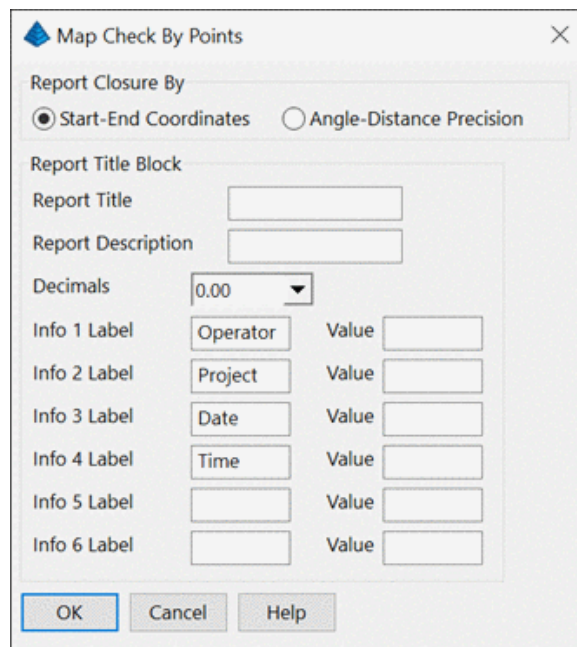 Map Check By Points
Report Closure By
Start-End Coordinates Angle-Distance Precision
Report Title Block
Report Title
Report Description
Decimals 0.00
Info 1 Label Operator Value
Info 2 Label Project Value
Info 3 Label Date Value
Info 4 Label Time Value
Info 5 Label Value
Info 6 Label Value
OK Cancel Help